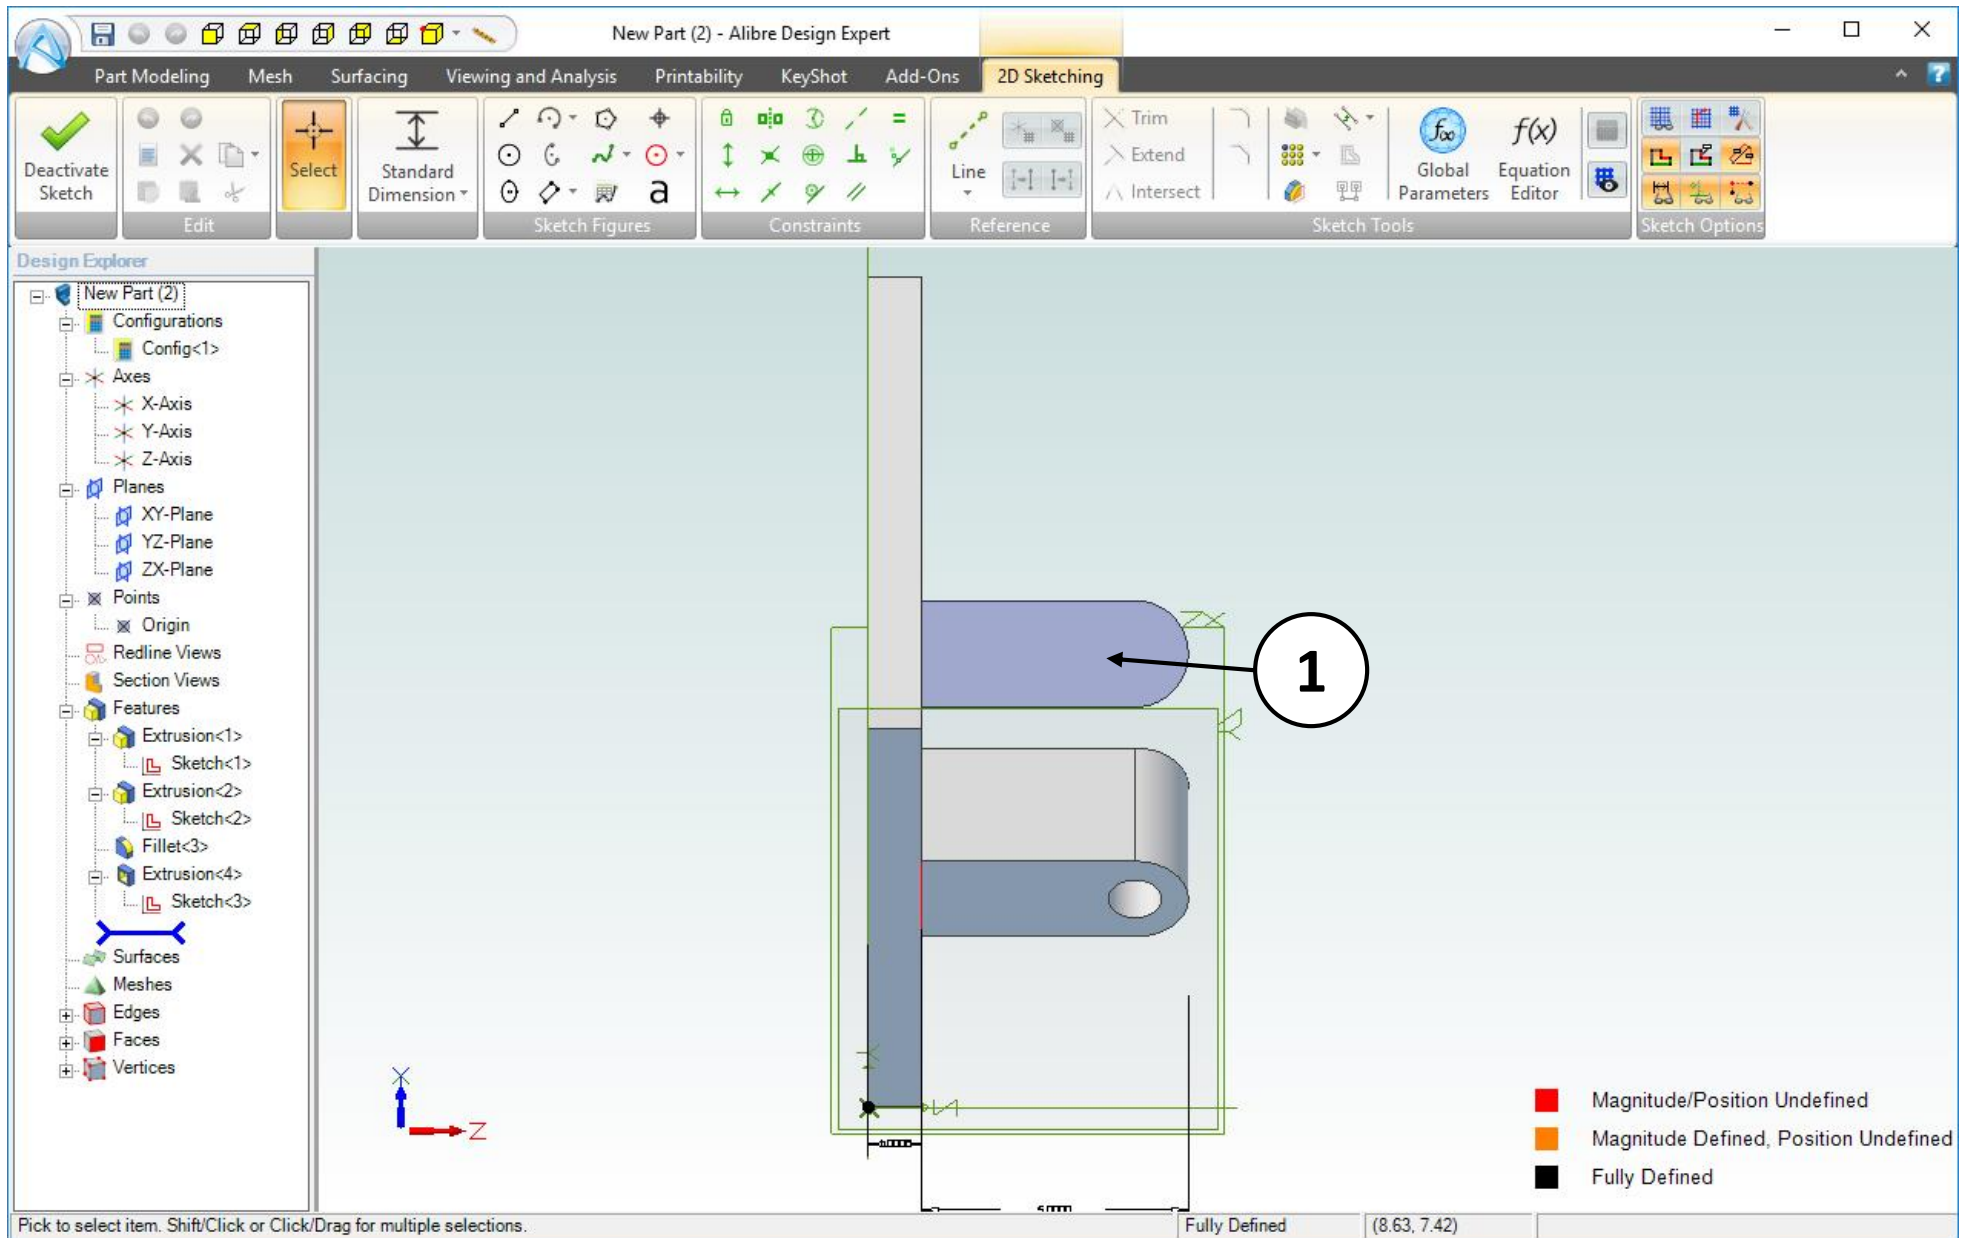 New Part (2) - Alibre Design Expert
Part Modeling Mesh Surfacing Viewing and Analysis Printability KeyShot Add-Ons 2D Sketching
Deactivate
Sketch
Edit
Select
Standard
Dimension
a
Sketch Figures
Constraints
Line
Reference
Trim
Extend
Intersect
Global
Parameters
f(x)
Equation
Editor
Sketch Tools
Sketch Options
Design Explorer
New Part (2)
Configurations
Config<1>
Axes
X-Axis
Y-Axis
Z-Axis
Planes
XY-Plane
YZ-Plane
ZX-Plane
Points
Origin
Redline Views
Section Views
Features
Extrusion<1>
Sketch<1>
Extrusion<2>
Sketch<2>
Fillet<3>
Extrusion<4>
Sketch<3>
Surfaces
Meshes
Edges
Faces
Vertices
1
X
Z
Magnitude/Position Undefined
Magnitude Defined, Position Undefined
Fully Defined
Pick to select item. Shift/Click or Click/Drag for multiple selections.
Fully Defined
(8.63, 7.42)